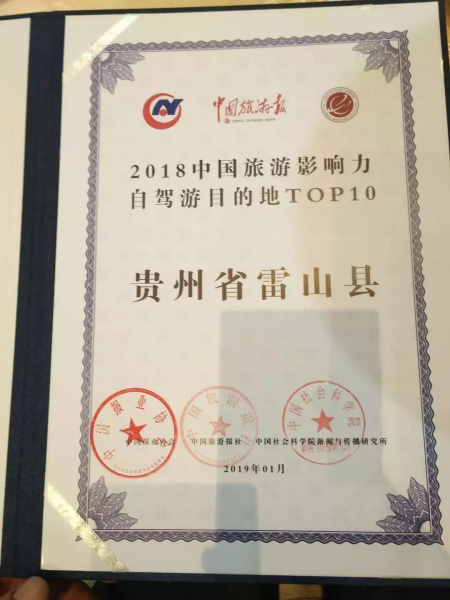 中国旅游报
CHINA TOURISM NEWS
2018中国旅游影响力
自驾游目的地TOP10
贵州省雷山县
中国报业协会
中国旅游报社
中国社会科学院新闻与传播研究所
2019年01月